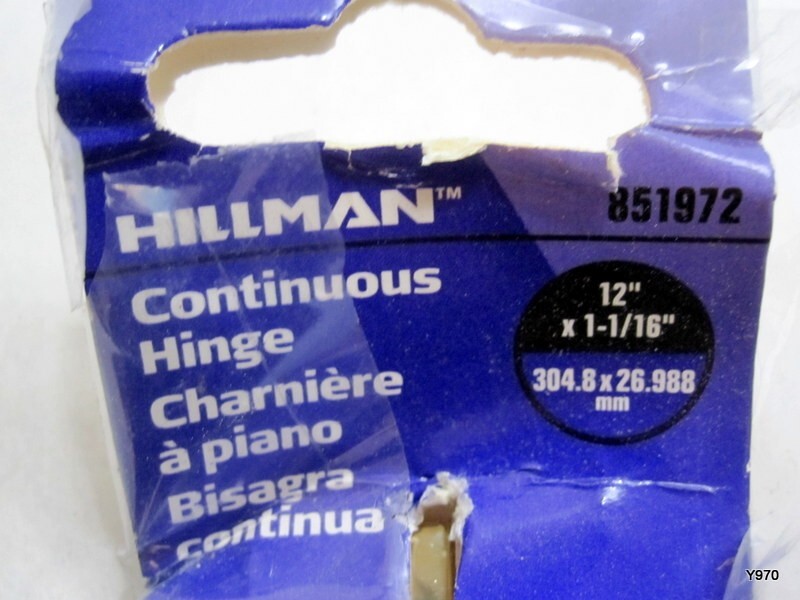 HILLMAN™
851972
Continuous
Hinge
Charnière
à piano
Bisagra
continua
12"
x 1-1/16"
304.8 x 26.988
mm
Y970